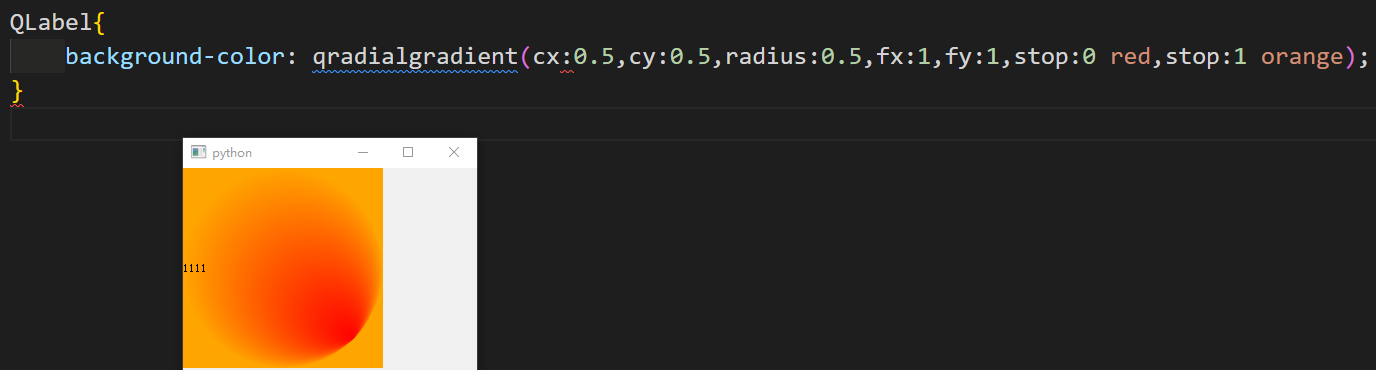 QLabel{
background-color: qradialgradient(cx:0.5,cy:0.5,radius:0.5,fx:1,fy:1,stop:0 red,stop:1 orange);
}
python
1111